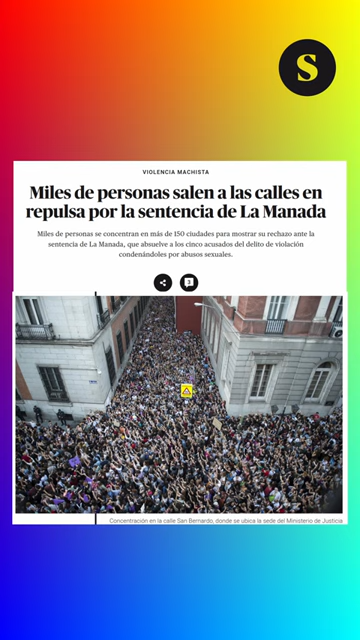 S
VIOLENCIA MACHISTA
Miles de personas salen a las calles en
repulsa por la sentencia de La Manada
Miles de personas se concentran en más de 150 ciudades para mostrar su rechazo ante la
sentencia de La Manada, que absuelve a los cinco acusados del delito de violación
condenándoles por abusos sexuales.
3
Concentración en la calle San Bernardo, donde se ubica la sede del Ministerio de Justicia